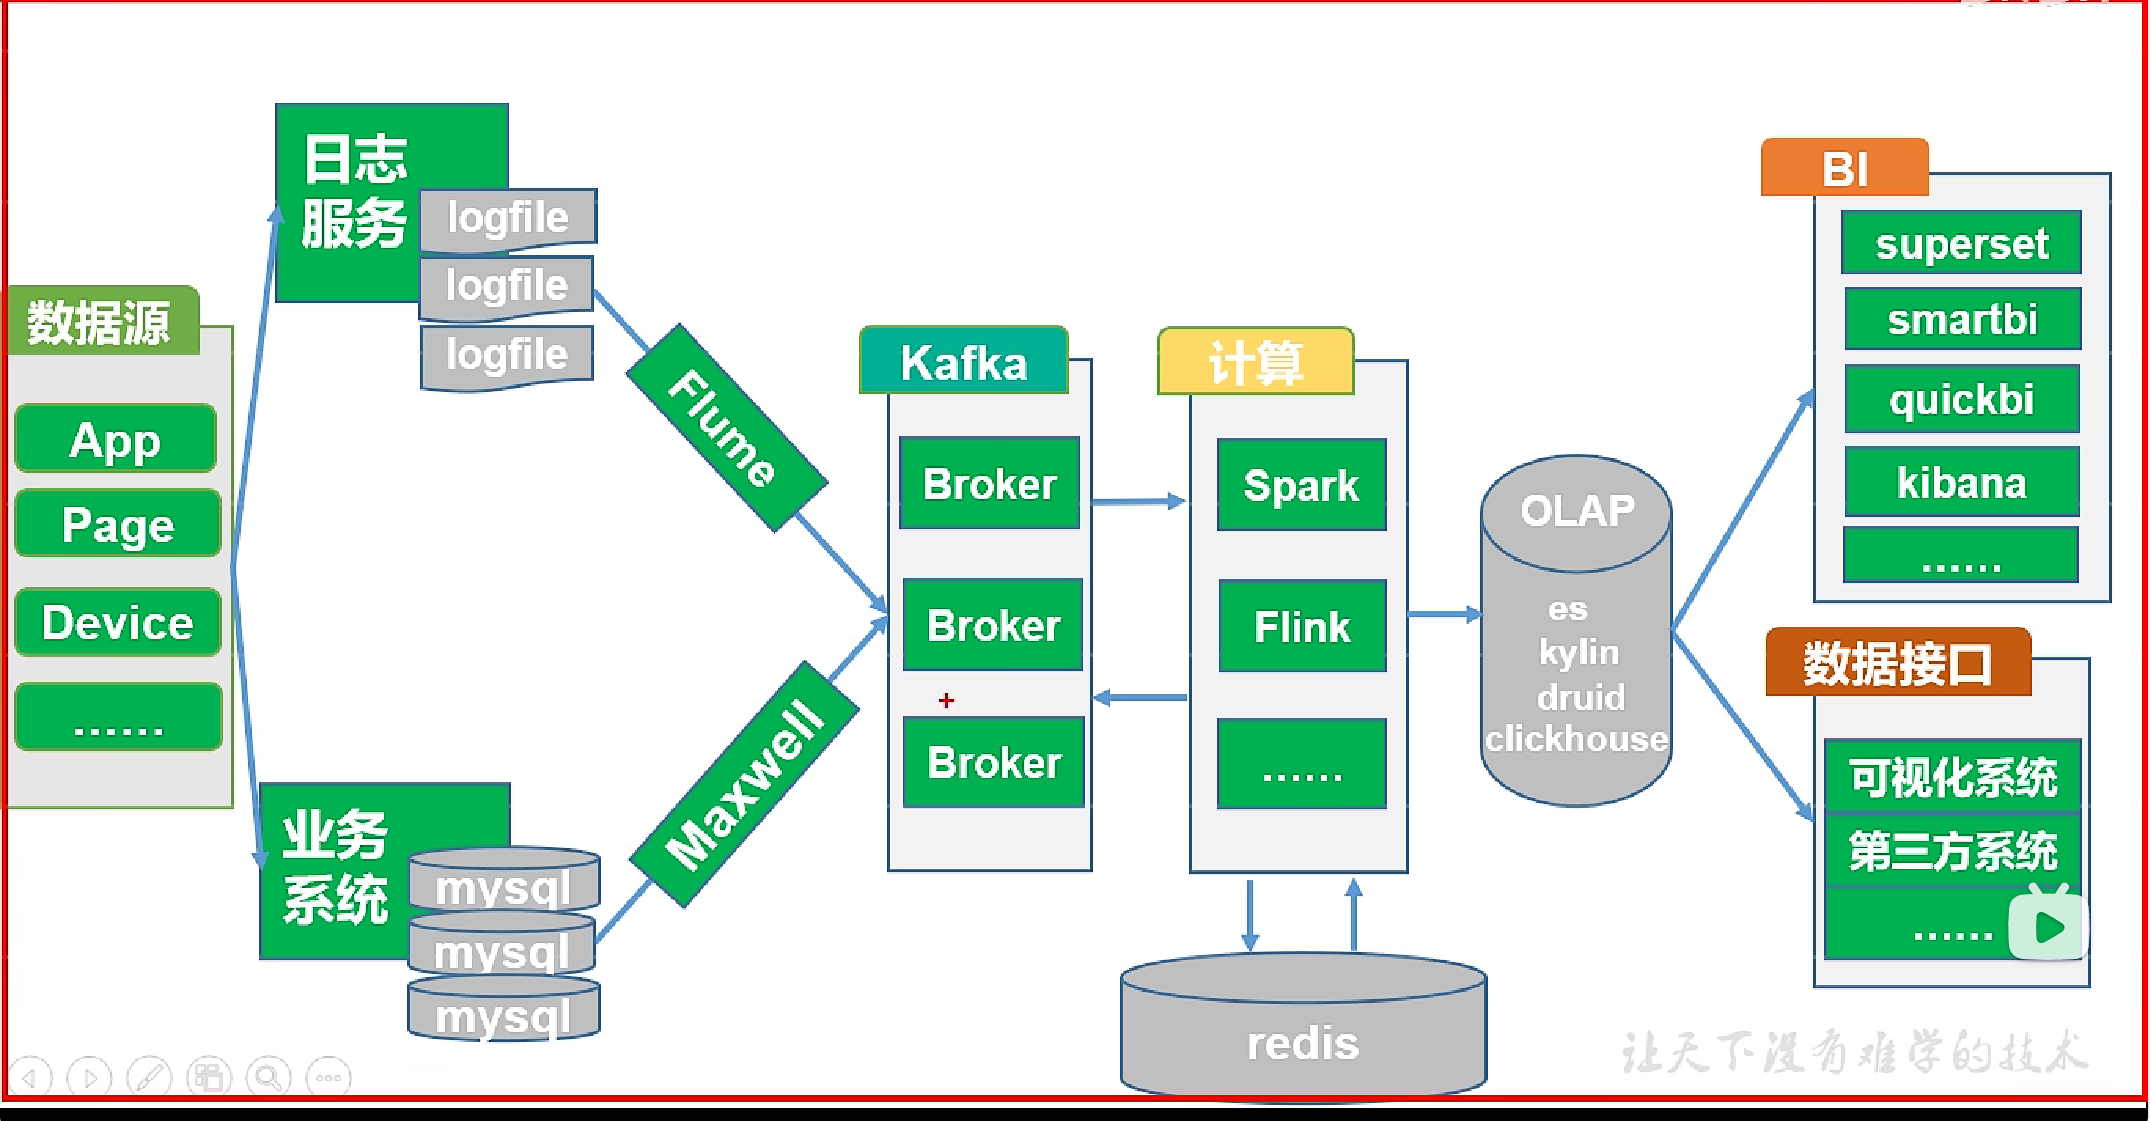 数据源
App
Page
Device
......
日志
服务
logfile
logfile
logfile
业务
系统
mysql
mysql
mysql
Flume
Maxwell
Kafka
Broker
Broker
+
Broker
计算
Spark
Flink
......
redis
OLAP
es
kylin
druid
clickhouse
BI
superset
smartbi
quickbi
kibana
......
数据接口
可视化系统
第三方系统
......
让天下没有难学的技术